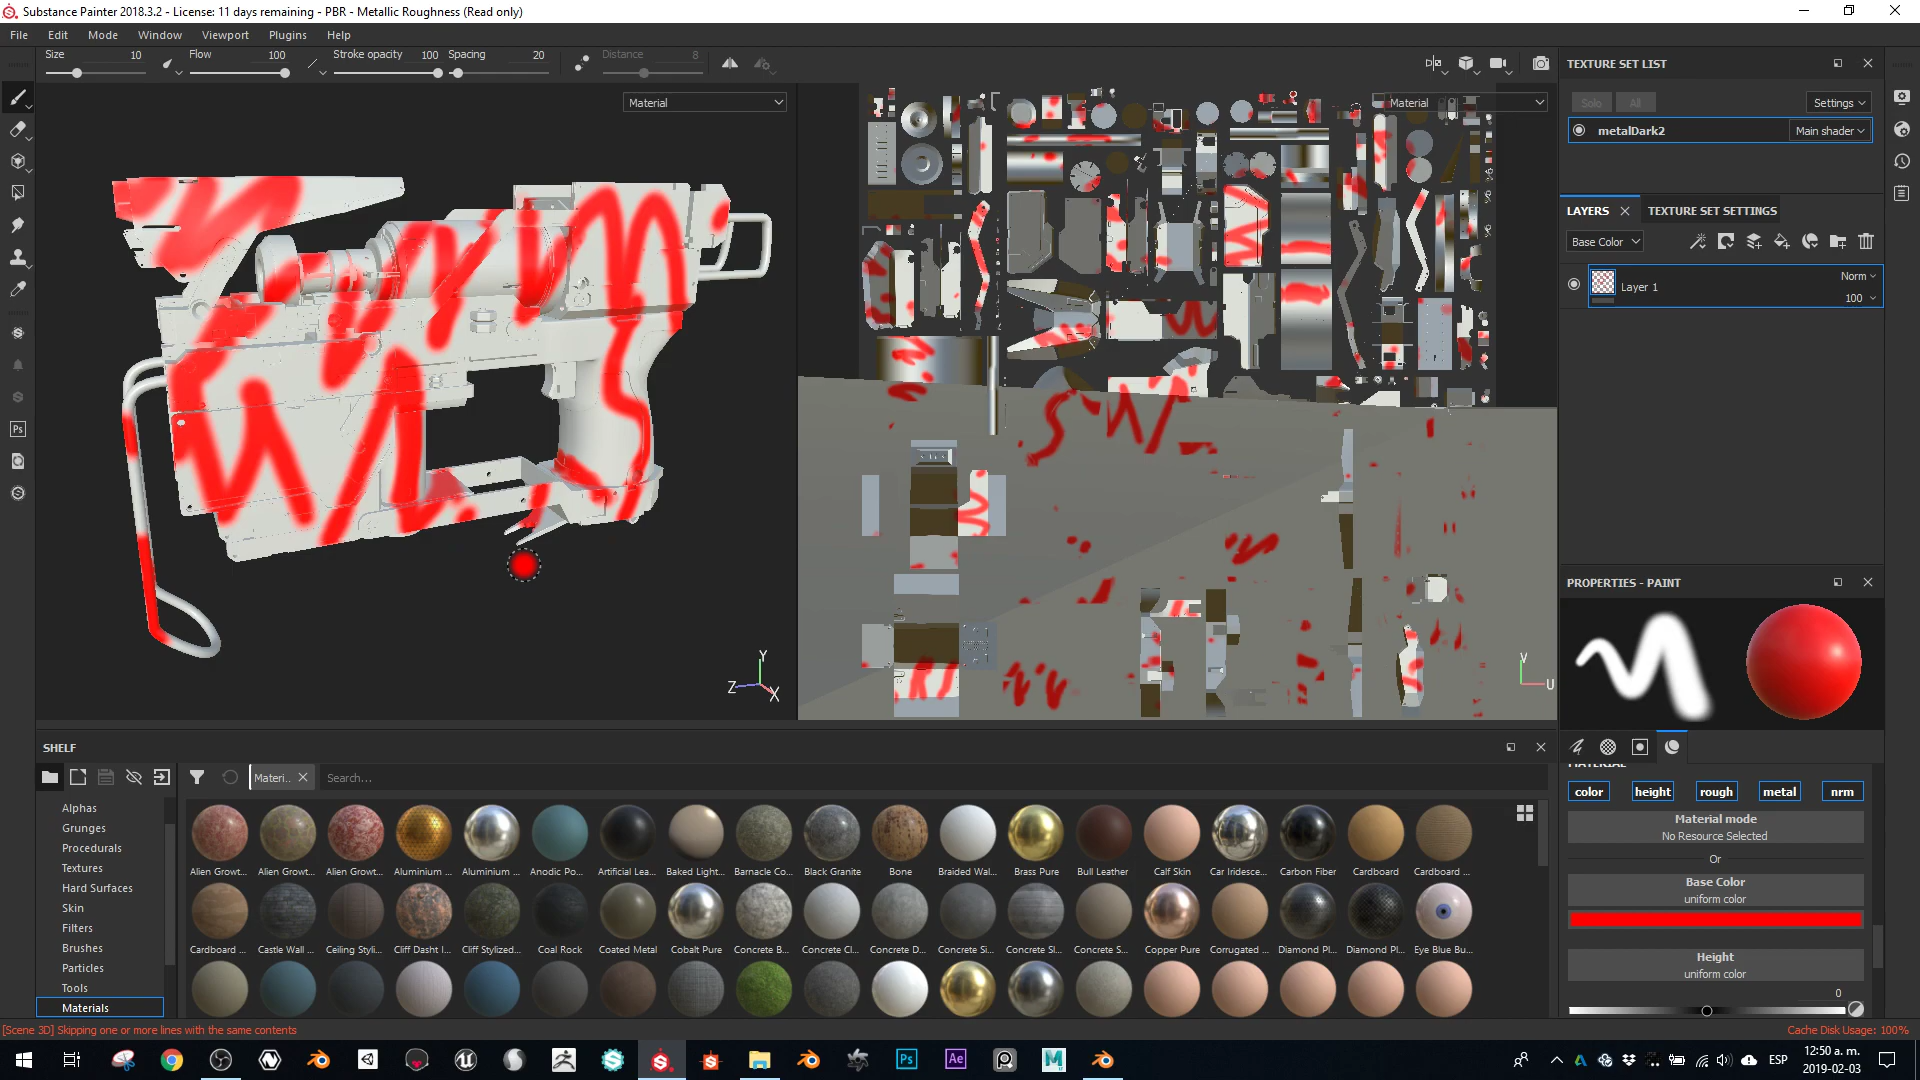 Substance Painter 2018.3.2 - License: 11 days remaining - PBR - Metallic Roughness (Read only)
File Edit Mode Window Viewport Plugins Help
Size 10 Flow 100 Stroke opacity 100 Spacing 20 Distance 8
Material
Material
Y
Z
X
V
U
TEXTURE SET LIST
Solo All Settings
metalDark2 Main shader
LAYERS TEXTURE SET SETTINGS
Base Color
Layer 1 Norm
100
PROPERTIES - PAINT
MATERIAL
color height rough metal nrm
Material mode
No Resource Selected
Or
Base Color
uniform color
Height
uniform color
0
SHELF
Materi.. Search...
Alphas
Grunges
Procedurals
Textures
Hard Surfaces
Skin
Filters
Brushes
Particles
Tools
Materials
Alien Growt... Alien Growt... Alien Growt... Aluminium ... Aluminium ... Anodic Po... Artificial Lea... Baked Light... Barnacle Co... Black Granite Bone Braided Wal... Brass Pure Bull Leather Calf Skin Car Iridesce... Carbon Fiber Cardboard Cardboard ...
Cardboard ... Castle Wall ... Ceiling Styli... Cliff Dasht I... Cliff Stylized... Coal Rock Coated Metal Cobalt Pure Concrete B... Concrete Cl... Concrete D... Concrete Si... Concrete Sl... Concrete S... Copper Pure Corrugated ... Diamond Pl... Diamond Pl... Eye Blue Bu...
[Scene 3D] Skipping one or more lines with the same contents
Cache Disk Usage: 100%
Ps Ae ESP
12:50 a. m.
2019-02-03